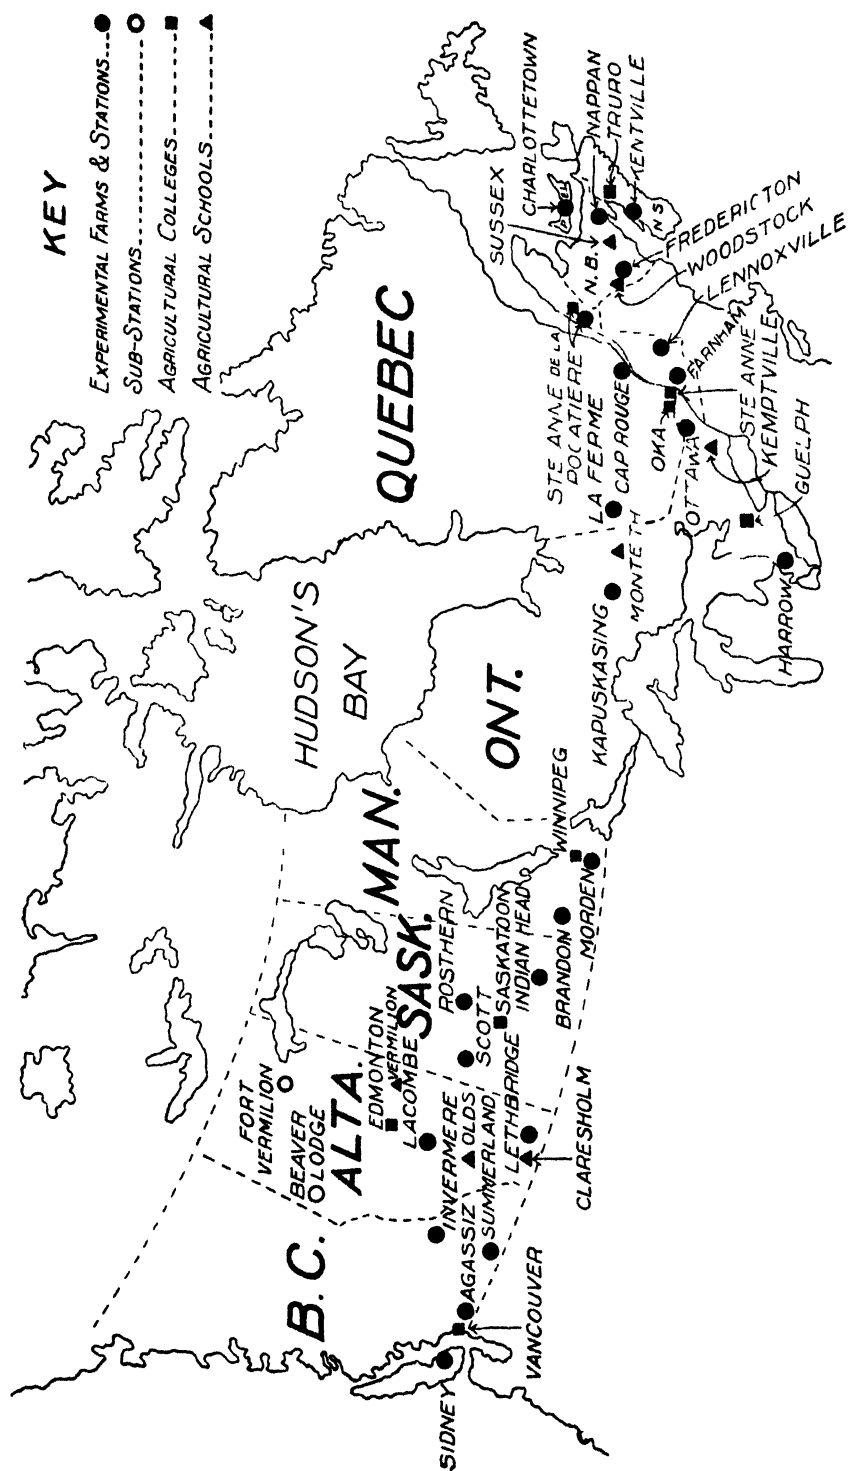 KEY
EXPERIMENTAL FARMS & STATIONS...
SUB-STATIONS
AGRICULTURAL COLLEGES
AGRICULTURAL SCHOOLS
HUDSON'S
BAY
QUEBEC
ONT.
MAN.
SASK.
ALTA.
B.C.
N.B.
N S
FORT
VERMILION
BEAVER
LODGE
EDMONTON
VERMILION
LACOMBE
INVERMERE
OLDS
AGASSIZ
SUMMERLAND
LETHBRIDGE
CLARESHOLM
VANCOUVER
SIDNEY
ROSTHERN
SCOTT
SASKATOON
INDIAN HEAD
BRANDON
MORDEN
WINNIPEG
KAPUSKASING
MONTETH
LA FERME
CAP ROUGE
STE ANNE DE LA
POCATIERE
OKA
OTTAWA
HARROW
GUELPH
KEMPTVILLE
STE ANNE
FARNHAM
LENNOXVILLE
WOODSTOCK
FREDERICTON
SUSSEX
CHARLOTTETOWN
NAPPAN
TRURO
KENTVILLE